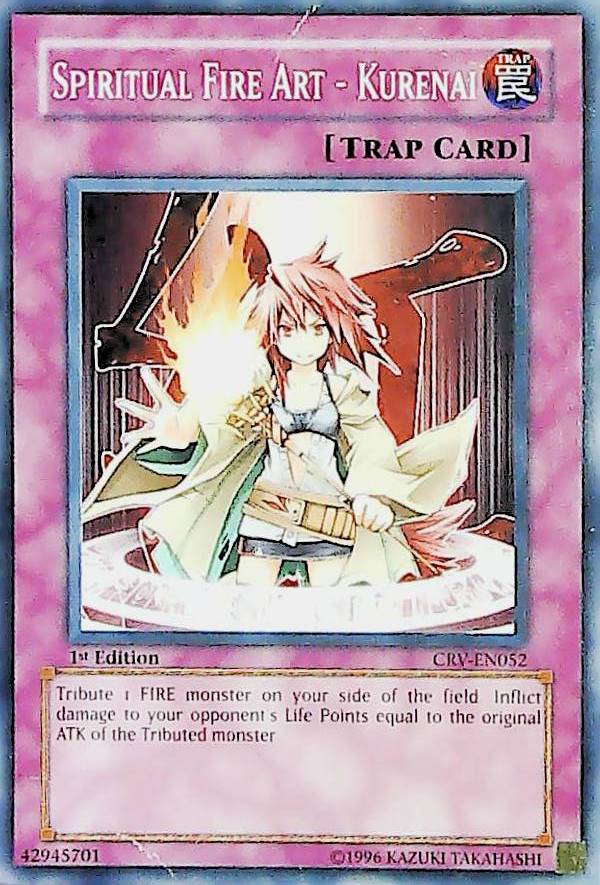 Spiritual Fire Art - Kurenai
TRAP
罠
[Trap Card]
1st Edition
CRV-EN052
Tribute 1 FIRE monster on your side of the field. Inflict
damage to your opponent's Life Points equal to the original
ATK of the Tributed monster
42945701
©1996 KAZUKI TAKAHASHI